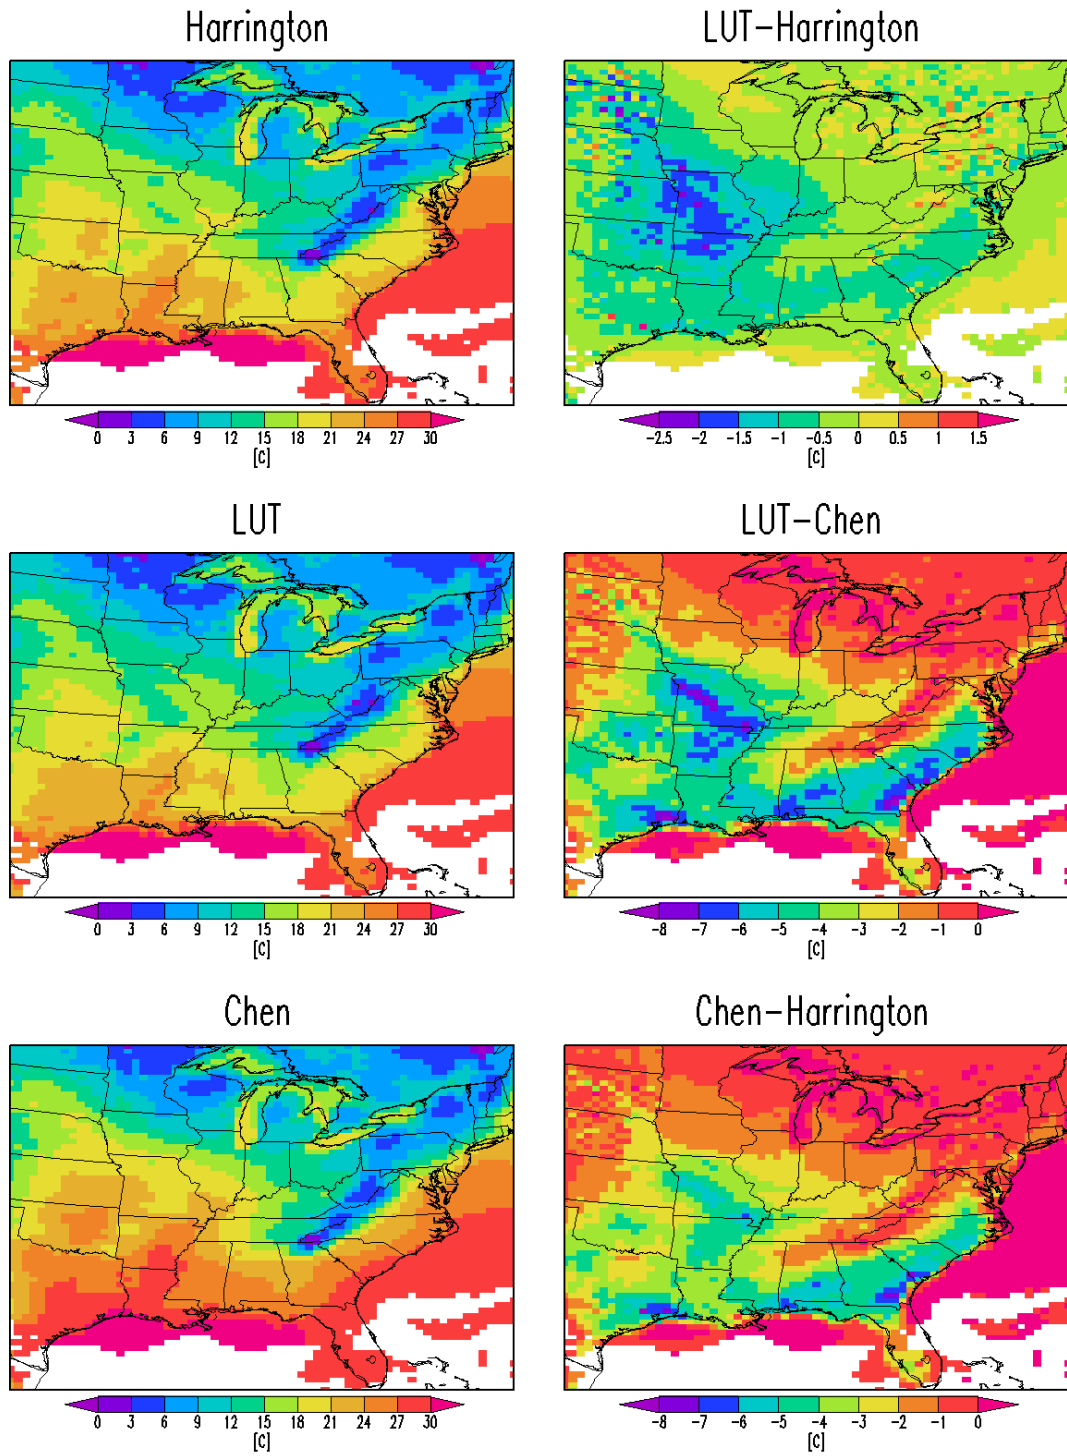 Harrington
LUT-Harrington
0 3 6 9 12 15 18 21 24 27 30
[C]
-2.5 -2 -1.5 -1 -0.5 0 0.5 1 1.5
[C]
LUT
LUT-Chen
0 3 6 9 12 15 18 21 24 27 30
[C]
-8 -7 -6 -5 -4 -3 -2 -1 0
[C]
Chen
Chen-Harrington
0 3 6 9 12 15 18 21 24 27 30
[C]
-8 -7 -6 -5 -4 -3 -2 -1 0
[C]